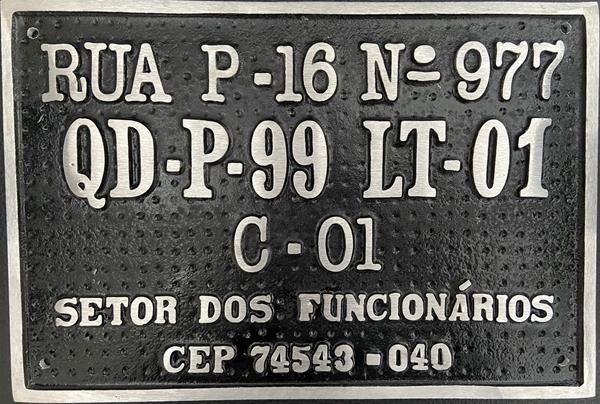 RUA P-16 Nº 977
QD-P-99 LT-01
C-01
SETOR DOS FUNCIONÁRIOS
CEP 74543-040